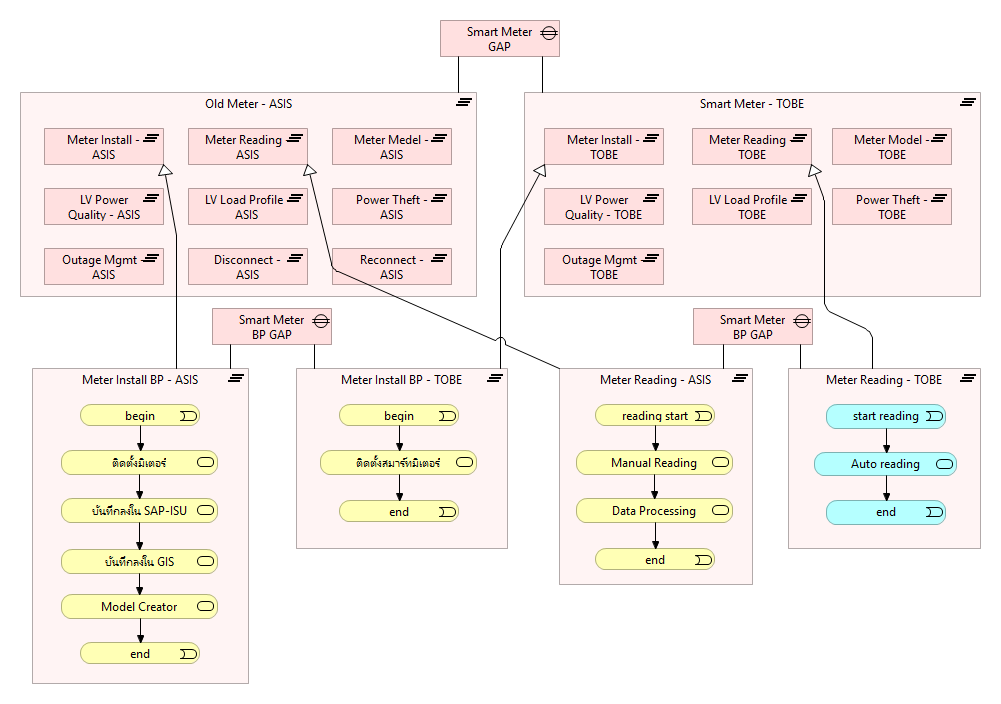 Smart Meter
GAP
Old Meter - ASIS
Meter Install -
ASIS
Meter Reading -
ASIS
Meter Medel -
ASIS
LV Power
Quality - ASIS
LV Load Profile -
ASIS
Power Theft -
ASIS
Outage Mgmt -
ASIS
Disconnect -
ASIS
Reconnect -
ASIS
Smart Meter - TOBE
Meter Install -
TOBE
Meter Reading -
TOBE
Meter Model -
TOBE
LV Power
Quality - TOBE
LV Load Profile -
TOBE
Power Theft -
TOBE
Outage Mgmt -
TOBE
Smart Meter
BP GAP
Smart Meter
BP GAP
Meter Install BP - ASIS
begin
ติดตั้งมิเตอร์
บันทึกลงใน SAP-ISU
บันทึกลงใน GIS
Model Creator
end
Meter Install BP - TOBE
begin
ติดตั้งสมาร์ทมิเตอร์
end
Meter Reading - ASIS
reading start
Manual Reading
Data Processing
end
Meter Reading - TOBE
start reading
Auto reading
end